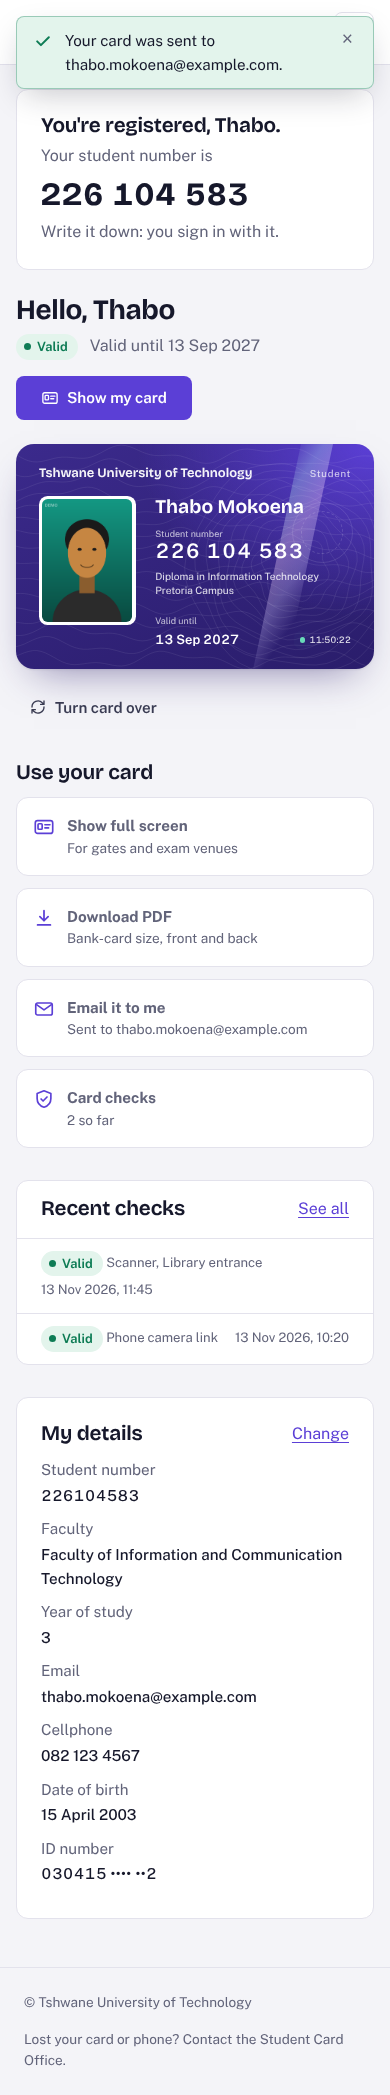 Your card was sent to
thabo.mokoena@example.com.
You're registered, Thabo.
Your student number is
226 104 583
Write it down: you sign in with it.
Hello, Thabo
Valid
Valid until 13 Sep 2027
Show my card
Tshwane University of Technology
Student
Thabo Mokoena
Student number
226 104 583
Diploma in Information Technology
Pretoria Campus
Valid until
13 Sep 2027
11:50:22
Turn card over
Use your card
Show full screen
For gates and exam venues
Download PDF
Bank-card size, front and back
Email it to me
Sent to thabo.mokoena@example.com
Card checks
2 so far
Recent checks
See all
Valid Scanner, Library entrance
13 Nov 2026, 11:45
Valid Phone camera link 13 Nov 2026, 10:20
My details
Change
Student number
226104583
Faculty
Faculty of Information and Communication
Technology
Year of study
3
Email
thabo.mokoena@example.com
Cellphone
082 123 4567
Date of birth
15 April 2003
ID number
030415 •••• ••2
© Tshwane University of Technology
Lost your card or phone? Contact the Student Card
Office.